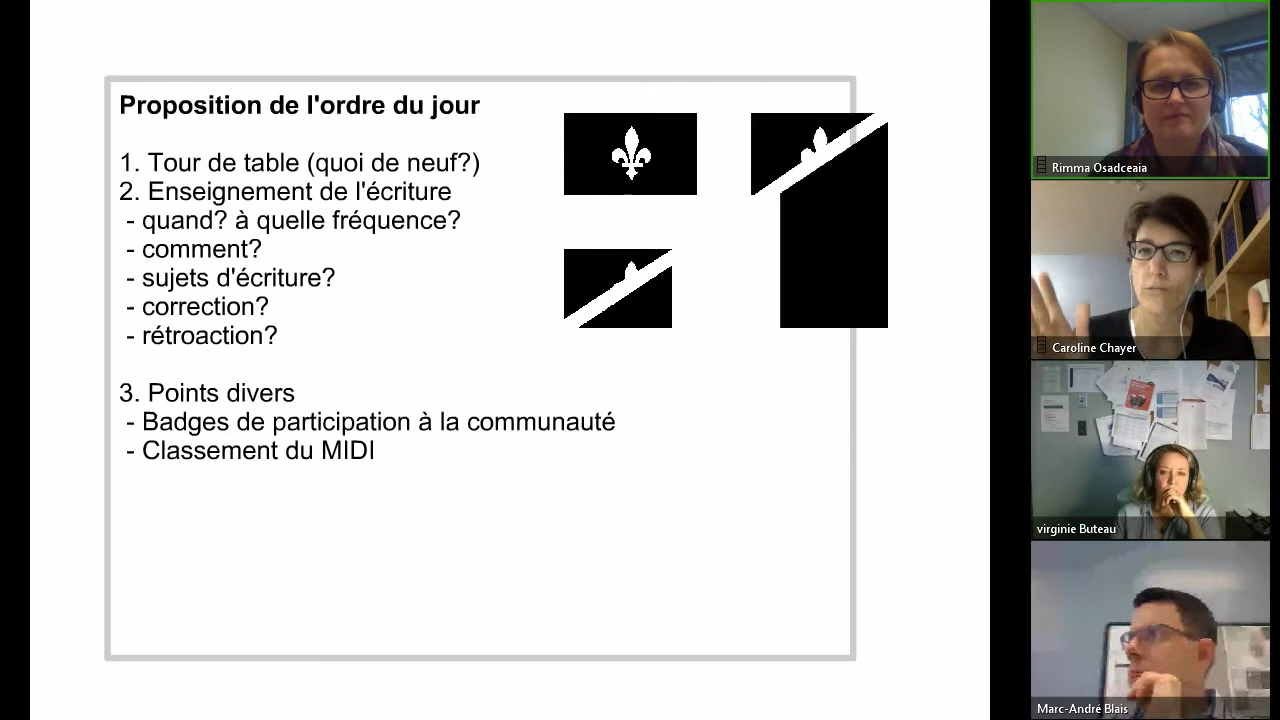 Proposition de l'ordre du jour
1. Tour de table (quoi de neuf?)
2. Enseignement de l'écriture
- quand? à quelle fréquence?
- comment?
- sujets d'écriture?
- correction?
- rétroaction?
3. Points divers
- Badges de participation à la communauté
- Classement du MIDI
Rimma Osadceaia
Caroline Chayer
virginie Buteau
Marc-André Blais